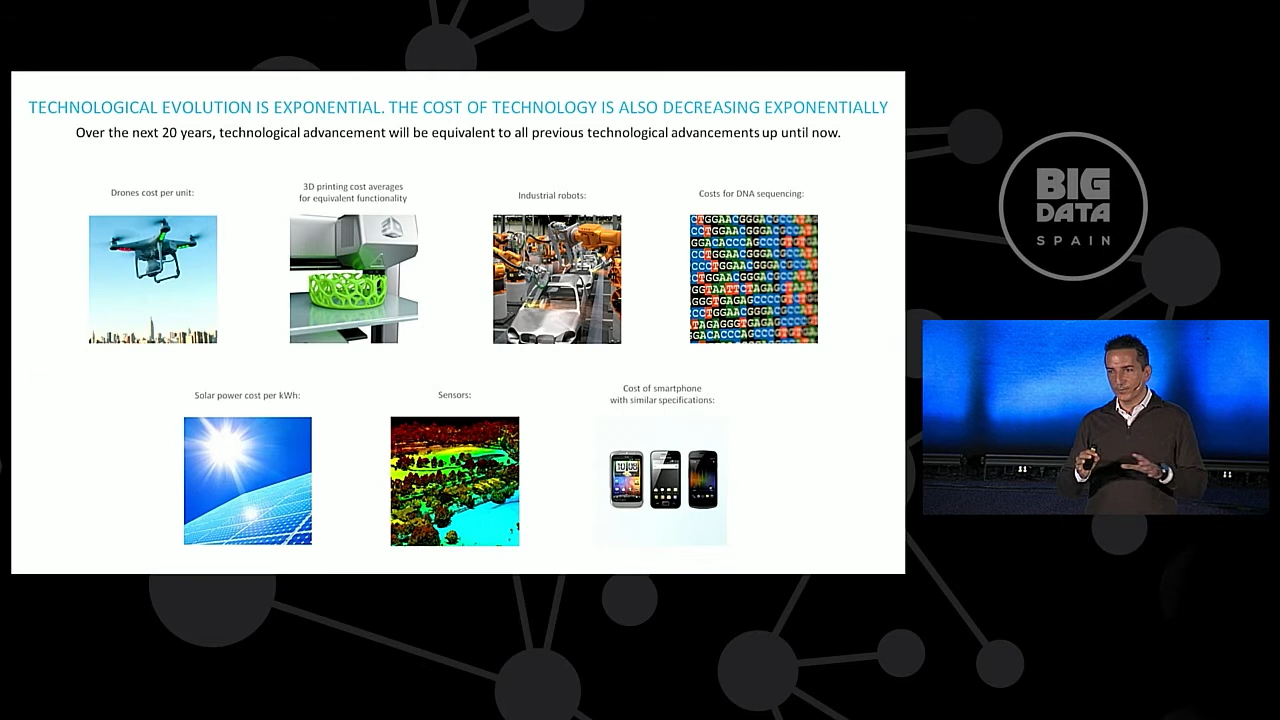 TECHNOLOGICAL EVOLUTION IS EXPONENTIAL. THE COST OF TECHNOLOGY IS ALSO DECREASING EXPONENTIALLY
Over the next 20 years, technological advancement will be equivalent to all previous technological advancements up until now.
Drones cost per unit:
3D printing cost averages
for equivalent functionality
Industrial robots:
Costs for DNA sequencing:
Solar power cost per kWh:
Sensors:
Cost of smartphone
with similar specifications:
BIG
DATA
SPAIN